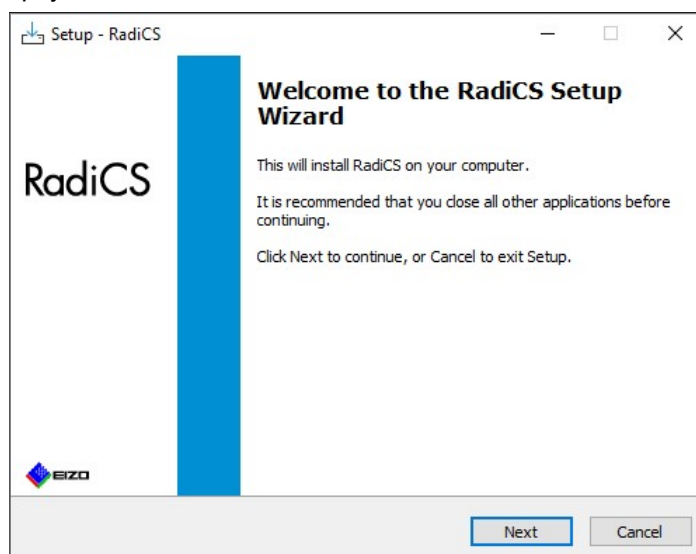 Setup - RadiCS
Welcome to the RadiCS Setup
Wizard
RadiCS
This will install RadiCS on your computer.
It is recommended that you close all other applications before
continuing.
Click Next to continue, or Cancel to exit Setup.
EIZO
Next
Cancel